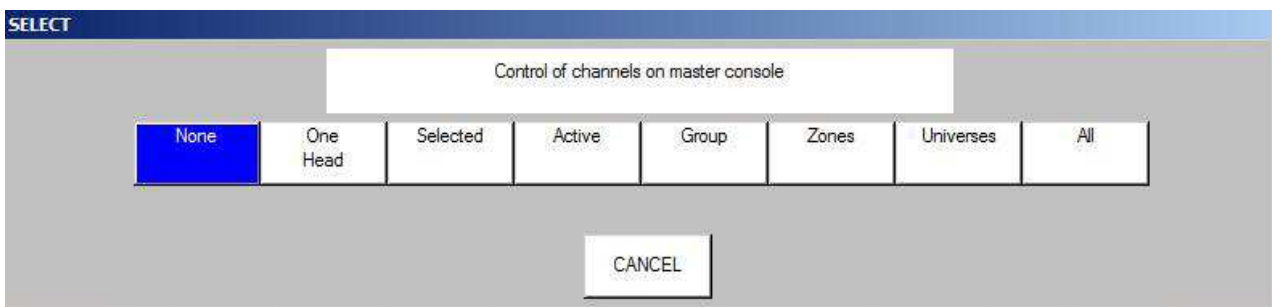 SELECT
Control of channels on master console
None One Head Selected Active Group Zones Universes All
CANCEL